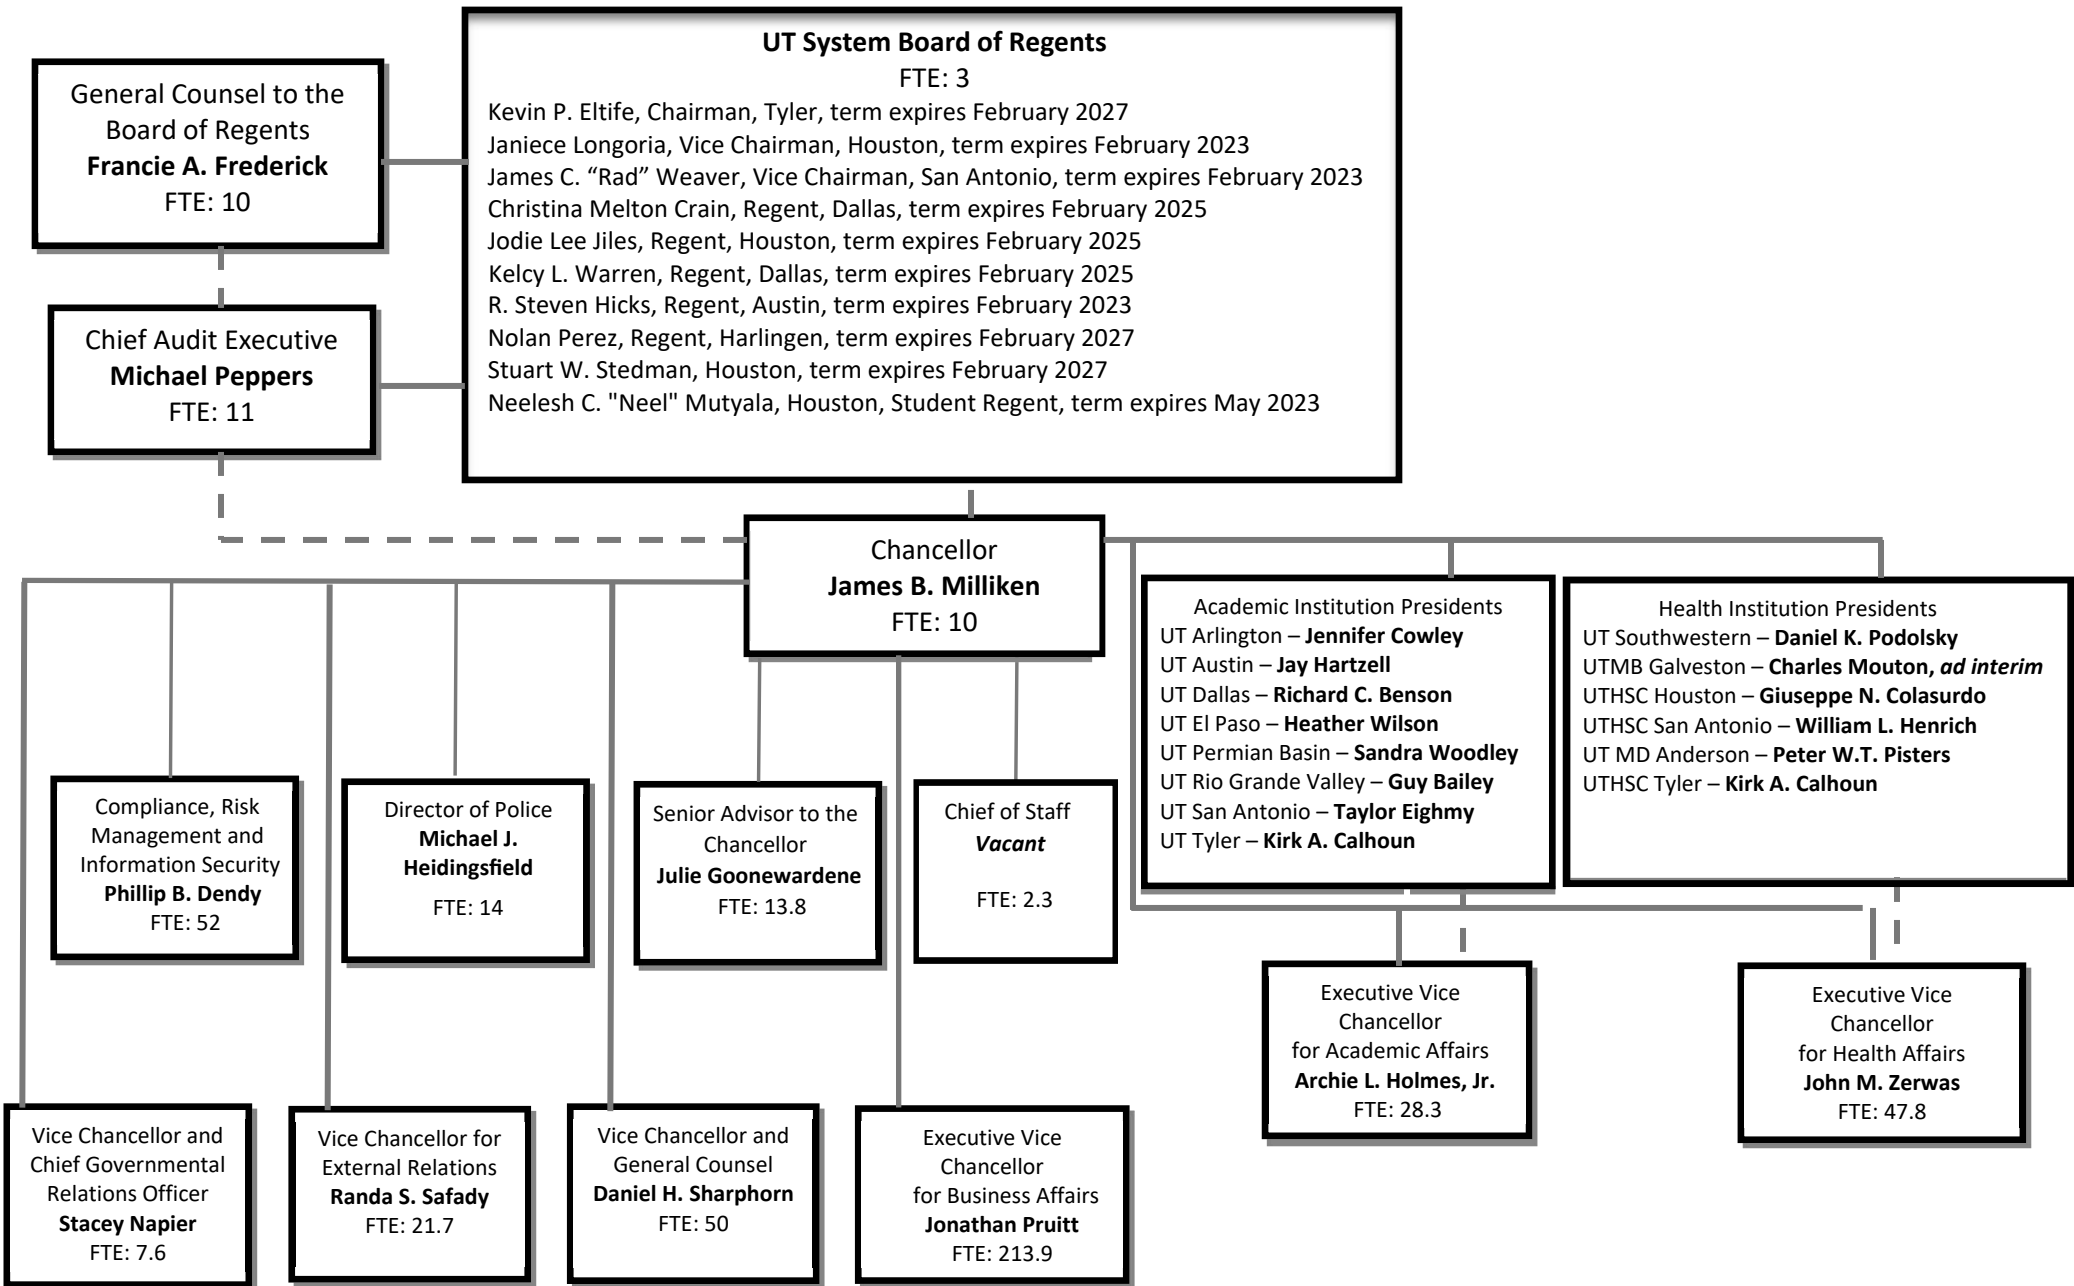 UT System Board of Regents
FTE: 3
Kevin P. Eltife, Chairman, Tyler, term expires February 2027
Janiece Longoria, Vice Chairman, Houston, term expires February 2023
James C. “Rad” Weaver, Vice Chairman, San Antonio, term expires February 2023
Christina Melton Crain, Regent, Dallas, term expires February 2025
Jodie Lee Jiles, Regent, Houston, term expires February 2025
Kelcy L. Warren, Regent, Dallas, term expires February 2025
R. Steven Hicks, Regent, Austin, term expires February 2023
Nolan Perez, Regent, Harlingen, term expires February 2027
Stuart W. Stedman, Houston, term expires February 2027
Neelesh C. "Neel" Mutyala, Houston, Student Regent, term expires May 2023
General Counsel to the
Board of Regents
Francie A. Frederick
FTE: 10
Chief Audit Executive
Michael Peppers
FTE: 11
Chancellor
James B. Milliken
FTE: 10
Academic Institution Presidents
UT Arlington – Jennifer Cowley
UT Austin – Jay Hartzell
UT Dallas – Richard C. Benson
UT El Paso – Heather Wilson
UT Permian Basin – Sandra Woodley
UT Rio Grande Valley – Guy Bailey
UT San Antonio – Taylor Eighmy
UT Tyler – Kirk A. Calhoun
Health Institution Presidents
UT Southwestern – Daniel K. Podolsky
UTMB Galveston – Charles Mouton, ad interim
UTHSC Houston – Giuseppe N. Colasurdo
UTHSC San Antonio – William L. Henrich
UT MD Anderson – Peter W.T. Pisters
UTHSC Tyler – Kirk A. Calhoun
Compliance, Risk
Management and
Information Security
Phillip B. Dendy
FTE: 52
Director of Police
Michael J.
Heidingsfield
FTE: 14
Senior Advisor to the
Chancellor
Julie Goonewardene
FTE: 13.8
Chief of Staff
Vacant
FTE: 2.3
Executive Vice
Chancellor
for Academic Affairs
Archie L. Holmes, Jr.
FTE: 28.3
Executive Vice
Chancellor
for Health Affairs
John M. Zerwas
FTE: 47.8
Vice Chancellor and
Chief Governmental
Relations Officer
Stacey Napier
FTE: 7.6
Vice Chancellor for
External Relations
Randa S. Safady
FTE: 21.7
Vice Chancellor and
General Counsel
Daniel H. Sharphorn
FTE: 50
Executive Vice
Chancellor
for Business Affairs
Jonathan Pruitt
FTE: 213.9